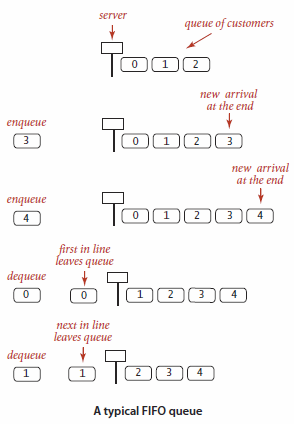 server
queue of customers
0 1 2
new arrival
at the end
enqueue
3
0 1 2 3
new arrival
at the end
enqueue
4
0 1 2 3 4
first in line
leaves queue
dequeue
0
0
1 2 3 4
next in line
leaves queue
dequeue
1
1
2 3 4
A typical FIFO queue